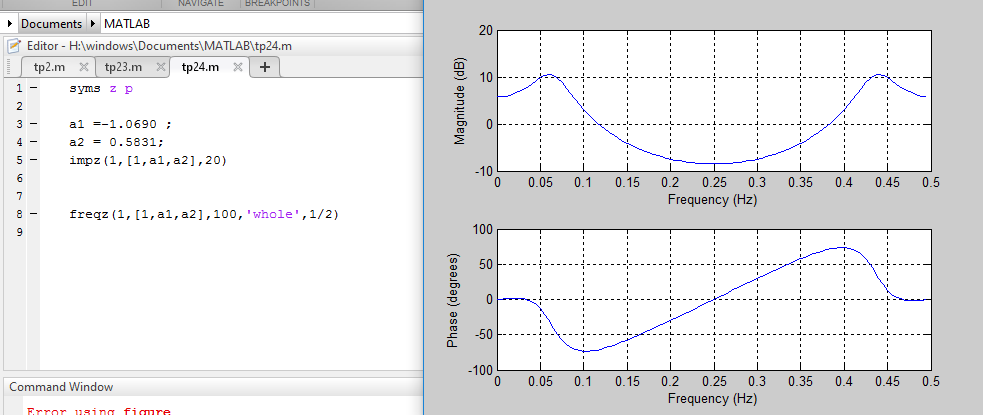 EDIT NAVIGATE BREAKPOINTS
Documents MATLAB
Editor - H:\windows\Documents\MATLAB\tp24.m
tp2.m tp23.m tp24.m +
1 syms z p
2
3 a1 =-1.0690 ;
4 a2 = 0.5831;
5 impz(1,[1,a1,a2],20)
6
7
8 freqz(1,[1,a1,a2],100,'whole',1/2)
9
Command Window
Error using figure
Magnitude (dB)
20
10
0
-10
0 0.05 0.1 0.15 0.2 0.25 0.3 0.35 0.4 0.45 0.5
Frequency (Hz)
Phase (degrees)
100
50
0
-50
-100
0 0.05 0.1 0.15 0.2 0.25 0.3 0.35 0.4 0.45 0.5
Frequency (Hz)